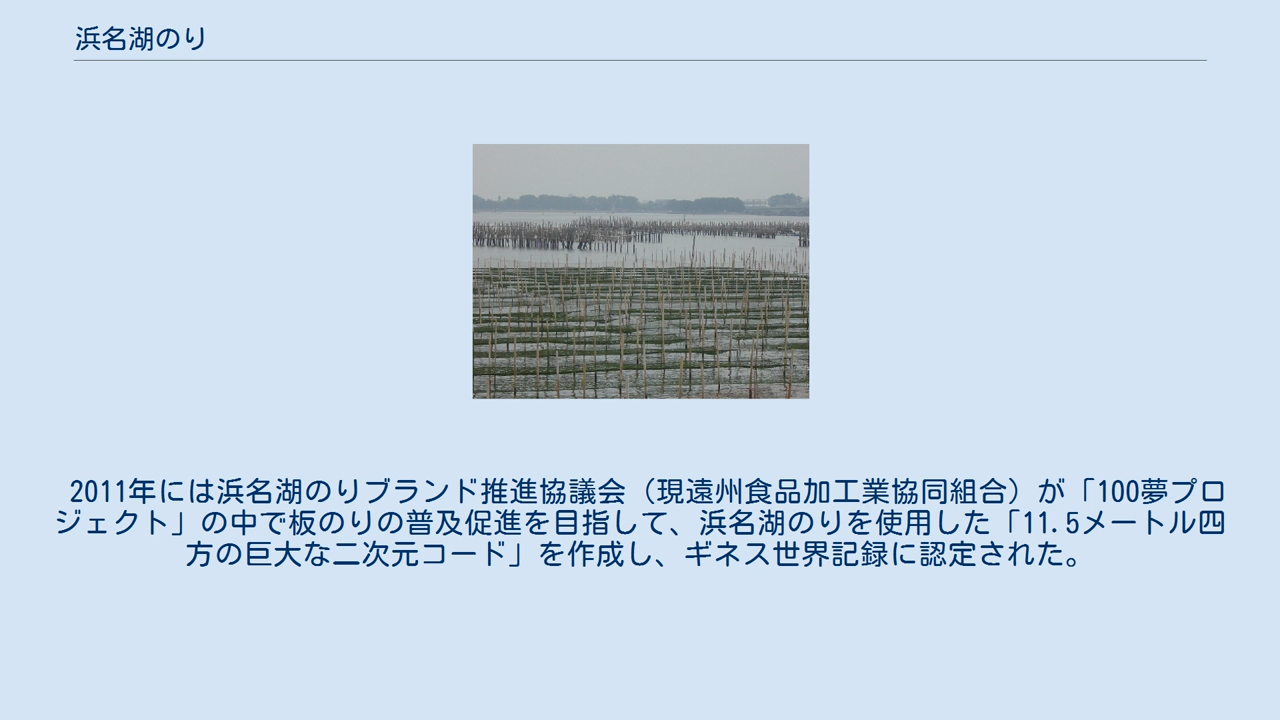 浜名湖のり
2011年には浜名湖のりブランド推進協議会（現遠州食品加工業協同組合）が「100夢プロ
ジェクト」の中で板のりの普及促進を目指して、浜名湖のりを使用した「11.5メートル四
方の巨大な二次元コード」を作成し、ギネス世界記録に認定された。